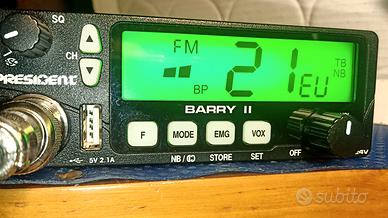 SQ
FM
21
EU
TB
NB
CH
BP
PRESIDENT
BARRY II
F
MODE
EMG
VOX
5V 2.1A
NB/
STORE
SET
OFF
24V
subito